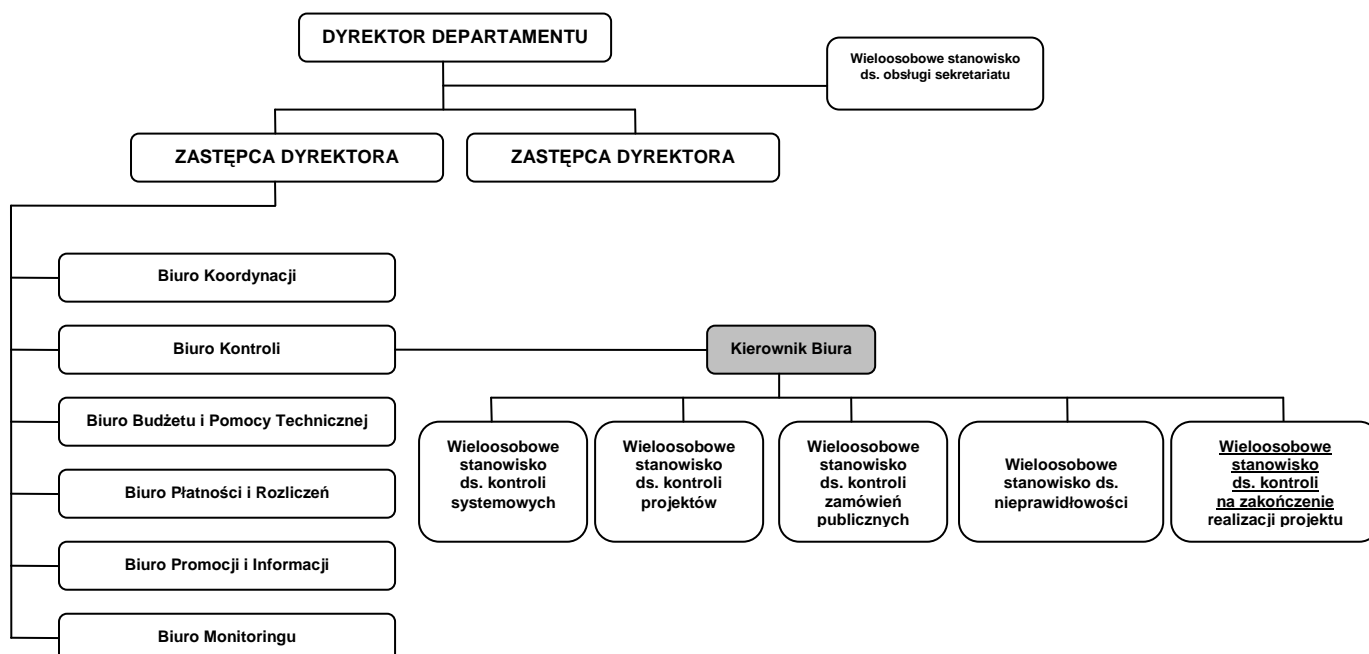 DYREKTOR DEPARTAMENTU
Wieloosobowe stanowisko
ds. obsługi sekretariatu
ZASTĘPCA DYREKTORA
ZASTĘPCA DYREKTORA
Biuro Koordynacji
Biuro Kontroli
Kierownik Biura
Biuro Budżetu i Pomocy Technicznej
Biuro Płatności i Rozliczeń
Biuro Promocji i Informacji
Biuro Monitoringu
Wieloosobowe
stanowisko
ds. kontroli
systemowych
Wieloosobowe
stanowisko
ds. kontroli
projektów
Wieloosobowe
stanowisko
ds. kontroli
zamówień
publicznych
Wieloosobowe
stanowisko ds.
nieprawidłowości
Wieloosobowe
stanowisko
ds. kontroli
na zakończenie
realizacji projektu